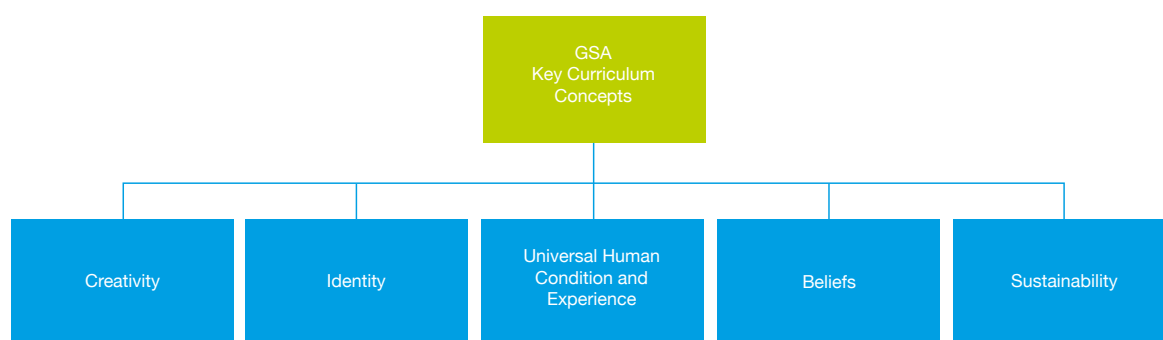 GSA
Key Curriculum
Concepts
Creativity
Identity
Universal Human
Condition and
Experience
Beliefs
Sustainability